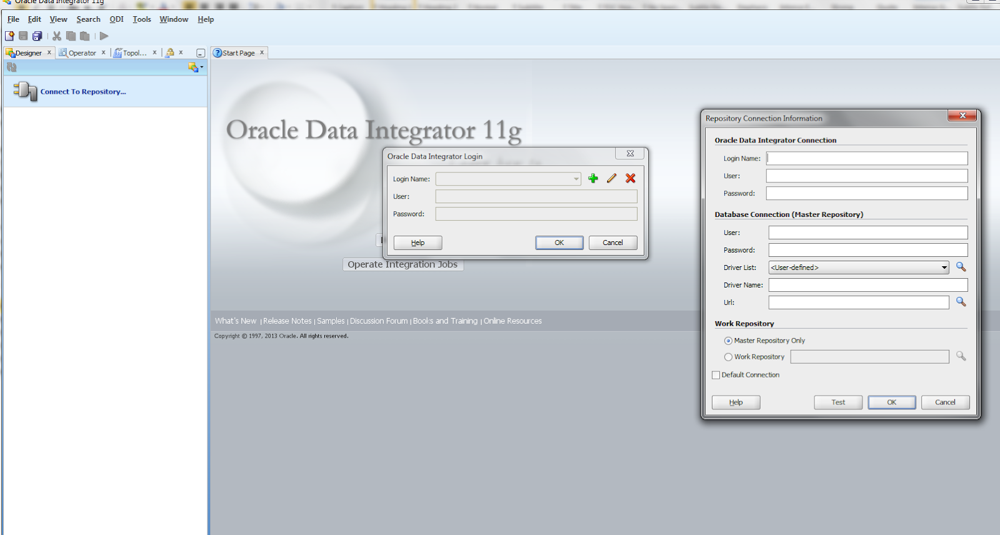 Oracle Data Integrator 11g
File Edit View Search ODI Tools Window Help
Designer x Operator x Topol... x x Start Page x
Connect To Repository...
Oracle Data Integrator 11g
Oracle Data Integrator Login
Login Name:
User:
Password:
Help OK Cancel
Operate Integration Jobs
What's New | Release Notes | Samples | Discussion Forum | Books and Training | Online Resources
Copyright © 1997, 2013 Oracle. All rights reserved.
Repository Connection Information
Oracle Data Integrator Connection
Login Name:
User:
Password:
Database Connection (Master Repository)
User:
Password:
Driver List: <User-defined>
Driver Name:
Url:
Work Repository
Master Repository Only
Work Repository
Default Connection
Help Test OK Cancel